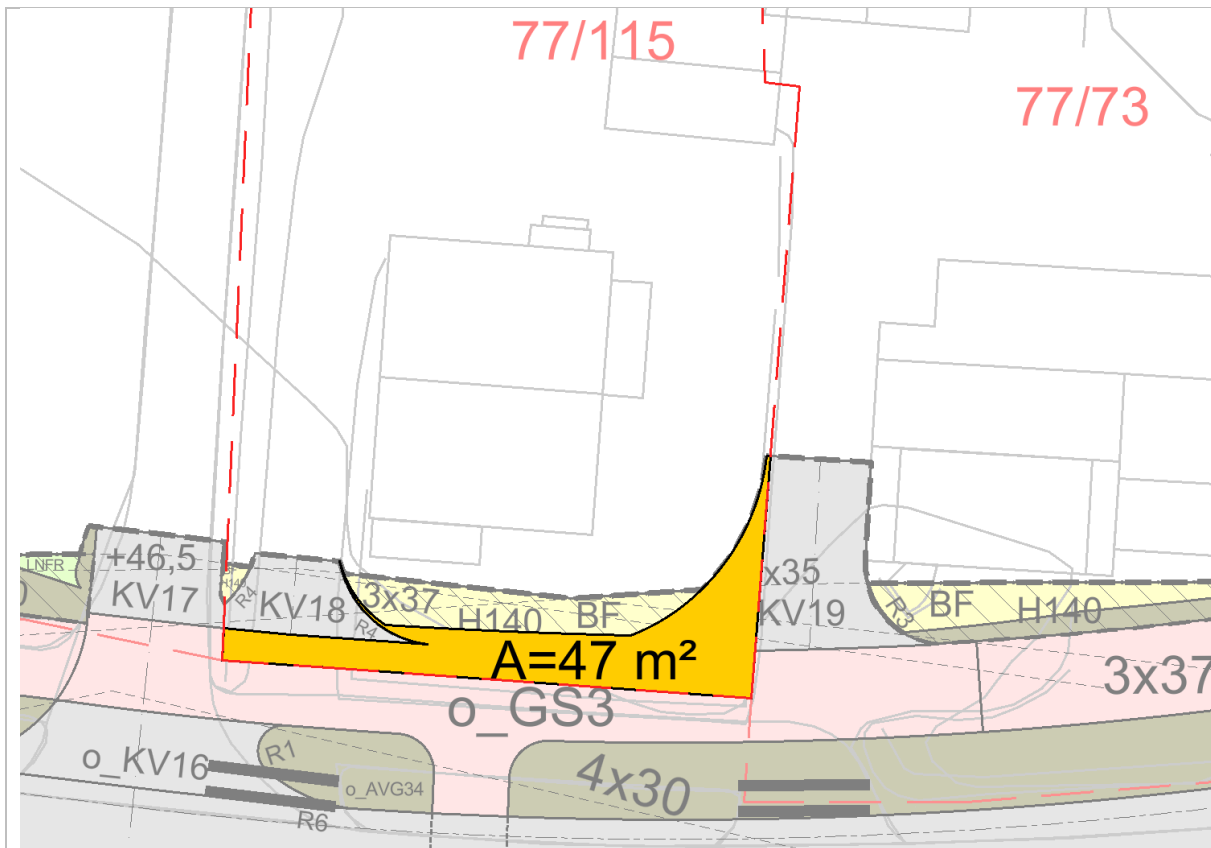 77/115
77/73
LNFR
+46,5
KV17
R4
KV18
R4
3x37
H140
BF
x35
KV19
R3
BF
H140
A=47 m²
3x37
o_GS3
o_KV16
R1
o_AVG34
4x30
R6